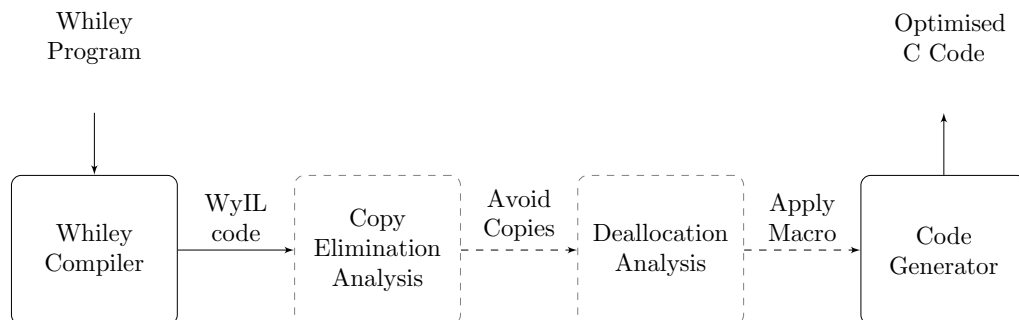 Whiley
Program
Optimised
C Code
Whiley
Compiler
WyIL
code
Copy
Elimination
Analysis
Avoid
Copies
Deallocation
Analysis
Apply
Macro
Code
Generator